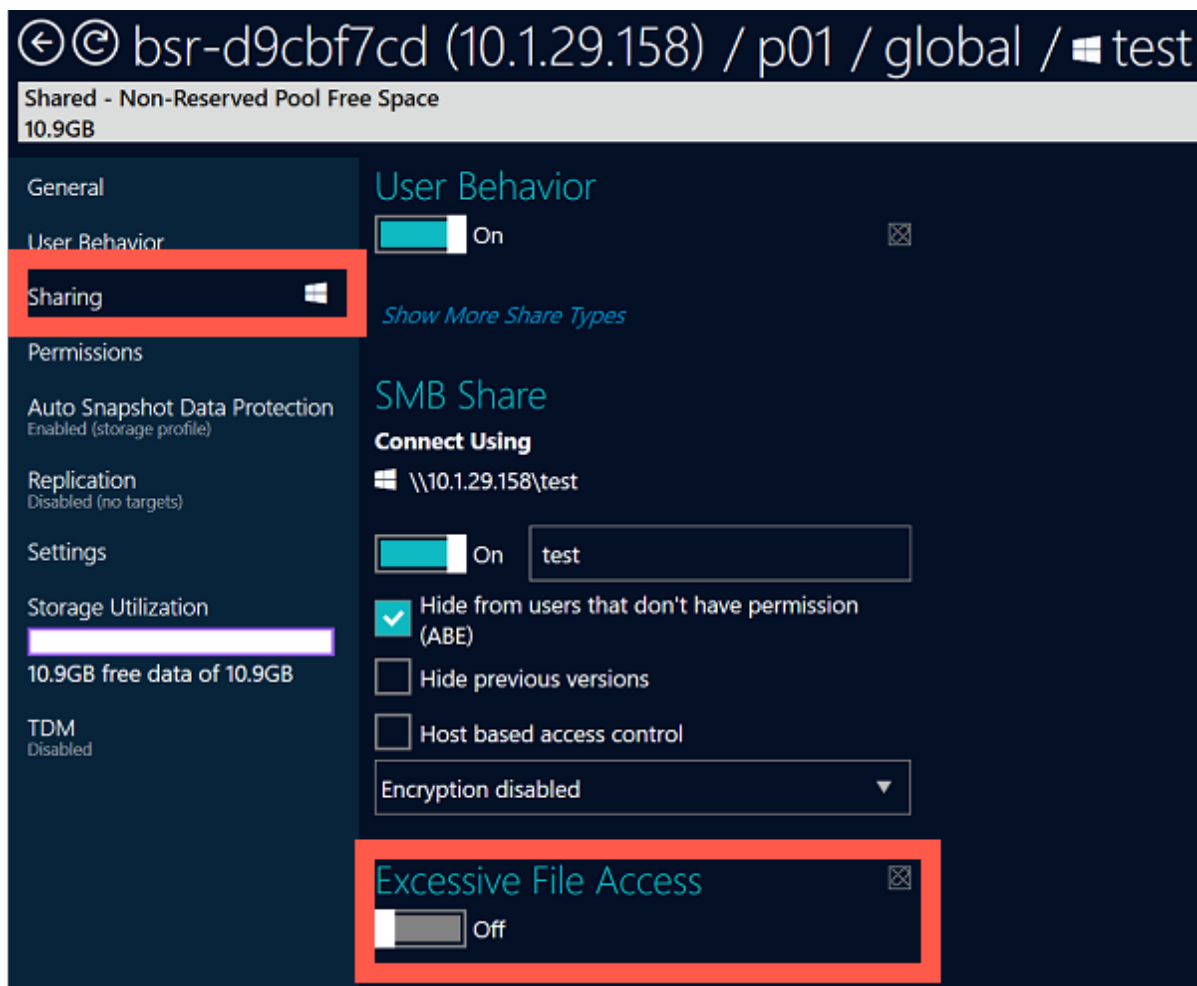 bsr-d9cbf7cd (10.1.29.158) / p01 / global / test
Shared - Non-Reserved Pool Free Space
10.9GB
General
User Behavior
Sharing
Permissions
Auto Snapshot Data Protection
Enabled (storage profile)
Replication
Disabled (no targets)
Settings
Storage Utilization
10.9GB free data of 10.9GB
TDM
Disabled
User Behavior
On
Show More Share Types
SMB Share
Connect Using
\\10.1.29.158\test
On
test
Hide from users that don't have permission
(ABE)
Hide previous versions
Host based access control
Encryption disabled
Excessive File Access
Off